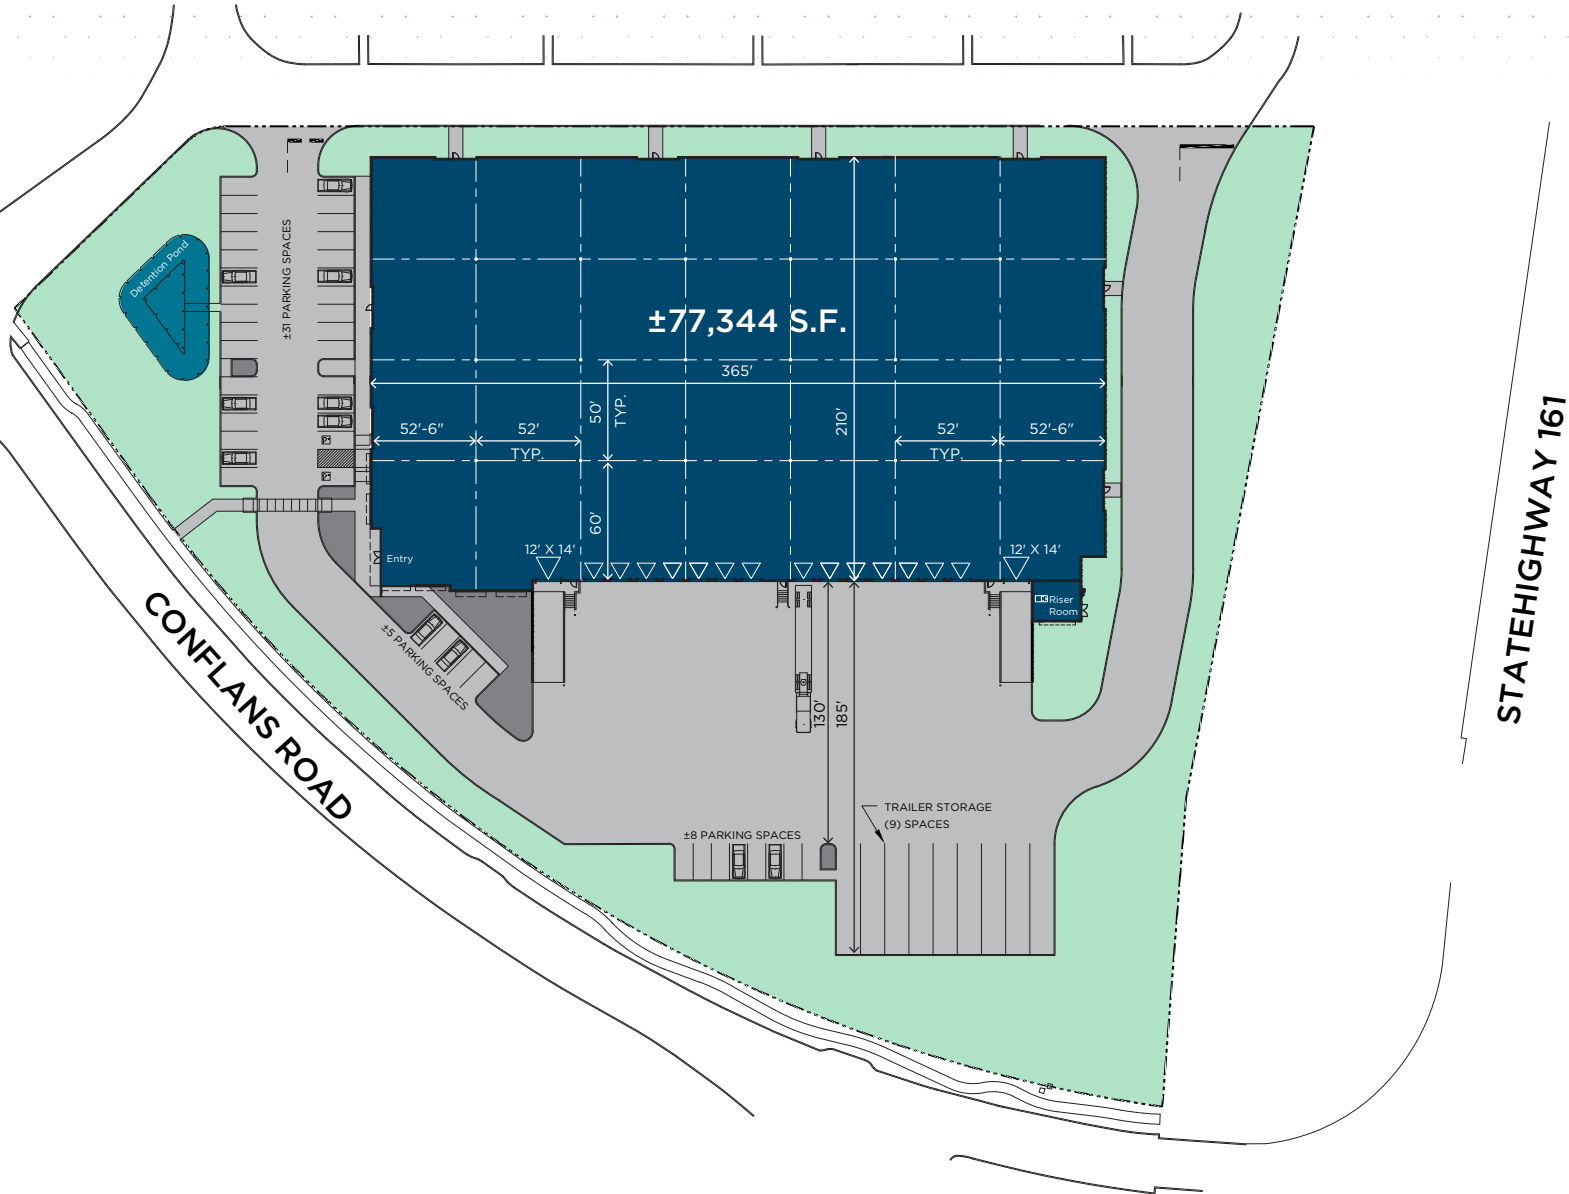 ±31 PARKING SPACES
Detention Pond
±77,344 S.F.
365'
50'
TYP.
210'
52'-6"
52'
TYP.
52'
TYP.
52'-6"
60'
12' X 14'
12' X 14'
Entry
Riser
Room
±5 PARKING SPACES
130'
185'
TRAILER STORAGE
(9) SPACES
±8 PARKING SPACES
CONFLANS ROAD
STATEHIGHWAY 161